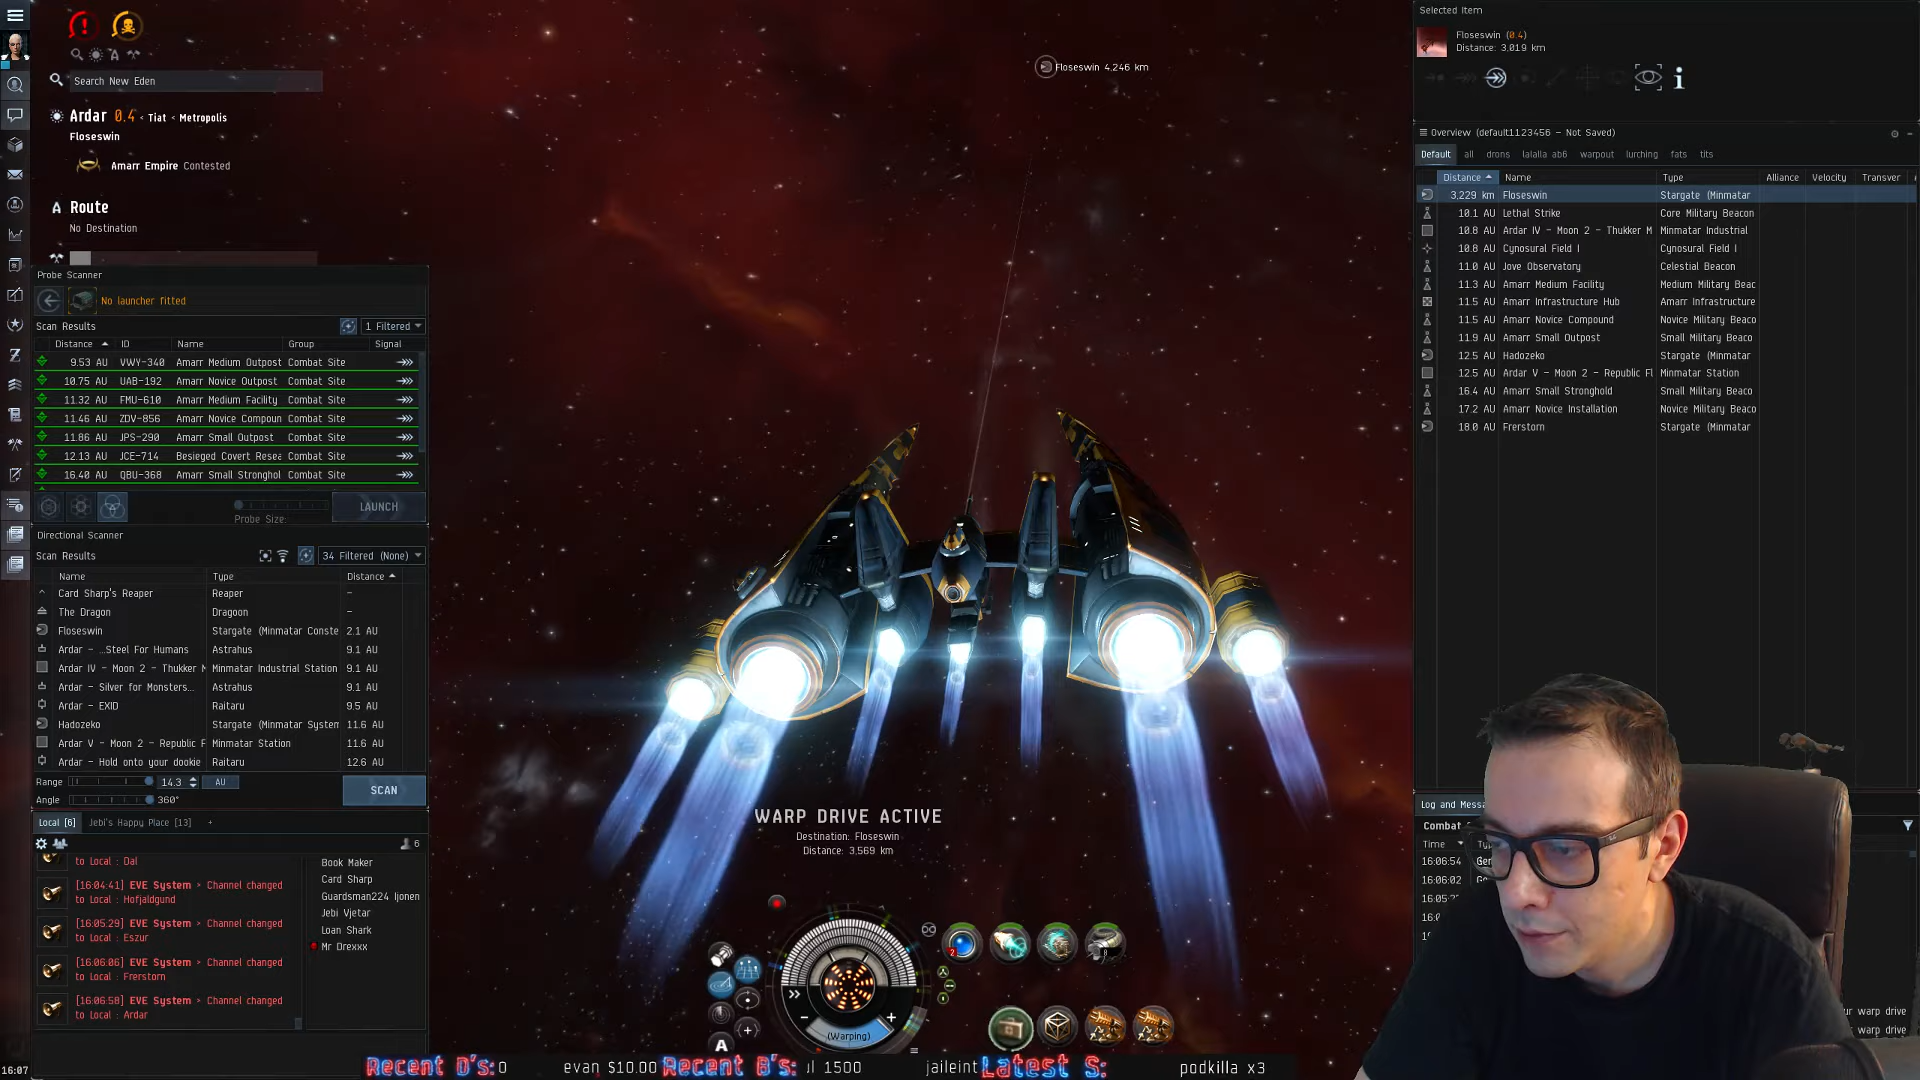 Search New Eden
Ardar 0.4 < Tiat < Metropolis
Floseswin
Amarr Empire Contested
A Route
No Destination
Probe Scanner
No launcher fitted
Scan Results
1 Filtered
Distance ID Name Group Signal
9.53 AU VWY-340 Amarr Medium Outpost Combat Site
10.75 AU UAB-192 Amarr Novice Outpost Combat Site
11.32 AU FMU-610 Amarr Medium Facility Combat Site
11.46 AU ZDV-856 Amarr Novice Compoun Combat Site
11.86 AU JPS-290 Amarr Small Outpost Combat Site
12.13 AU JCE-714 Besieged Covert Resea Combat Site
16.40 AU QBU-368 Amarr Small Stronghol Combat Site
Probe Size:
LAUNCH
Directional Scanner
Scan Results
34 Filtered (None)
Name Type Distance
Card Sharp's Reaper Reaper –
The Dragon Dragoon –
Floseswin Stargate (Minmatar Conste 2.1 AU
Ardar – ...Steel For Humans Astrahus 9.1 AU
Ardar IV – Moon 2 – Thukker M Minmatar Industrial Station 9.1 AU
Ardar – Silver for Monsters... Astrahus 9.1 AU
Ardar – EXID Raitaru 9.5 AU
Hadozeko Stargate (Minmatar System 11.6 AU
Ardar V – Moon 2 – Republic F Minmatar Station 11.6 AU
Ardar – Hold onto your dookie Raitaru 12.6 AU
Range 14.3 AU
Angle 360°
SCAN
Local [6] Jebi's Happy Place [13] +
6
to Local : Dal
[16:04:41] EVE System > Channel changed
to Local : Hofjaldgund
[16:05:29] EVE System > Channel changed
to Local : Eszur
[16:06:06] EVE System > Channel changed
to Local : Frerstorn
[16:06:58] EVE System > Channel changed
to Local : Ardar
Book Maker
Card Sharp
Guardsman224 Ijonen
Jebi Vjetar
Loan Shark
Mr Drexxx
16:07
Floseswin 4,246 km
WARP DRIVE ACTIVE
Destination: Floseswin
Distance: 3,569 km
2
8
(Warping)
A
Recent D's: 0
evan $10.00
Recent B's:
ul 1500
jaileint
Latest S:
podkilla x3
Selected Item
Floseswin (0.4)
Distance: 3,019 km
Overview (default1123456 – Not Saved)
Default all drons lalalla ab6 warpout lurching fats tits
Distance Name Type Alliance Velocity Transver
3,229 km Floseswin Stargate (Minmatar
10.1 AU Lethal Strike Core Military Beacon
10.8 AU Ardar IV – Moon 2 – Thukker M Minmatar Industrial
10.8 AU Cynosural Field I Cynosural Field I
11.0 AU Jove Observatory Celestial Beacon
11.3 AU Amarr Medium Facility Medium Military Beac
11.5 AU Amarr Infrastructure Hub Amarr Infrastructure
11.5 AU Amarr Novice Compound Novice Military Beaco
11.9 AU Amarr Small Outpost Small Military Beaco
12.5 AU Hadozeko Stargate (Minmatar
12.5 AU Ardar V – Moon 2 – Republic Fl Minmatar Station
16.4 AU Amarr Small Stronghold Small Military Beaco
17.2 AU Amarr Novice Installation Novice Military Beaco
18.0 AU Frerstorn Stargate (Minmatar
Log and Messa
Combat
Time
16:06:54 Gen
16:06:02
ur warp drive
warp drive